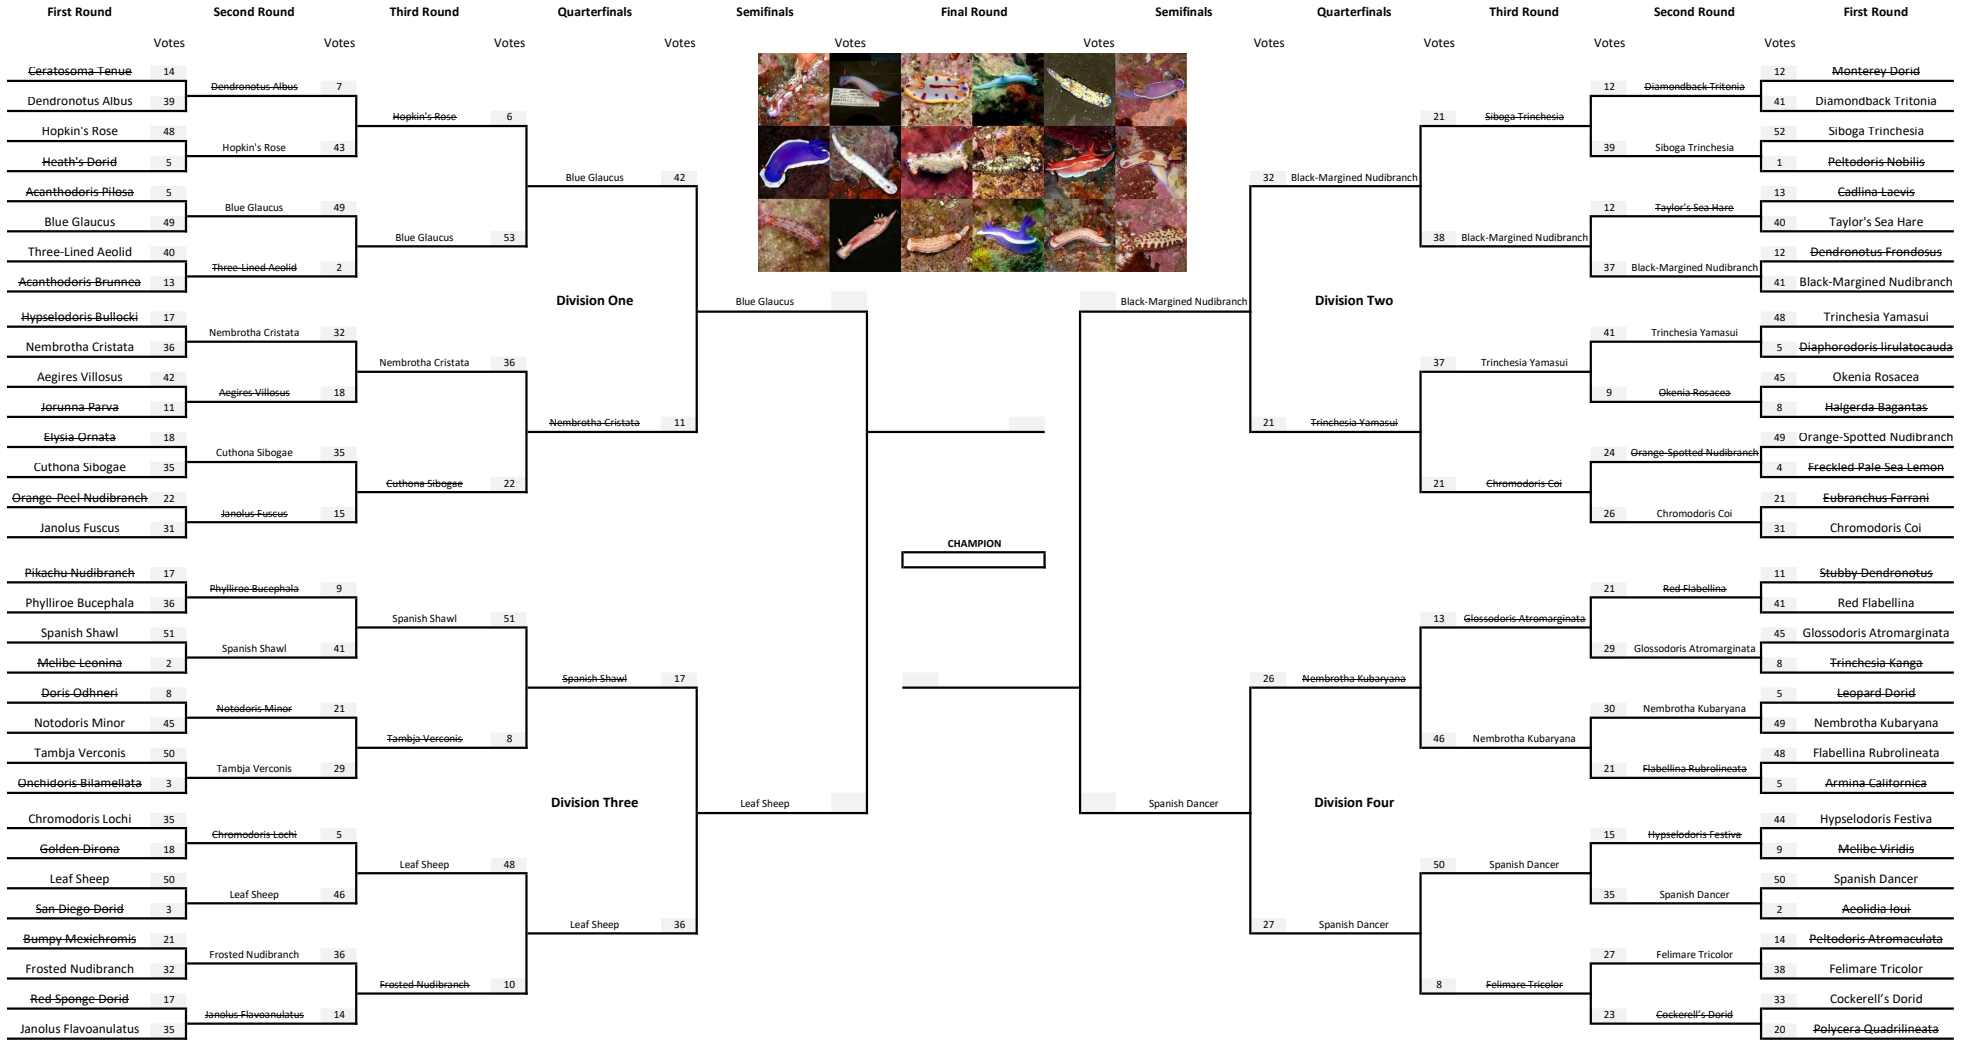 First Round Second Round Third Round Quarterfinals Semifinals Final Round Semifinals Quarterfinals Third Round Second Round First Round
Votes Votes Votes Votes Votes Votes Votes Votes Votes Votes
Ceratosoma Tenue 14
Dendronotus Albus 39
Hopkin's Rose 48
Heath's Dorid 5
Acanthodoris Pilosa 5
Blue Glaucus 49
Three-Lined Aeolid 40
Acanthodoris Brunnea 13
Hypselodoris Bullocki 17
Nembrotha Cristata 36
Aegires Villosus 42
Jorunna Parva 11
Elysia Ornata 18
Cuthona Sibogae 35
Orange-Peel Nudibranch 22
Janolus Fuscus 31
Pikachu Nudibranch 17
Phylliroe Bucephala 36
Spanish Shawl 51
Melibe Leonina 2
Doris Odhneri 8
Notodoris Minor 45
Tambja Verconis 50
Onchidoris Bilamellata 3
Chromodoris Lochi 35
Golden Dirona 18
Leaf Sheep 50
San Diego Dorid 3
Bumpy Mexichromis 21
Frosted Nudibranch 32
Red Sponge Dorid 17
Janolus Flavoanulatus 35
Dendronotus Albus 7
Hopkin's Rose 43
Blue Glaucus 49
Three-Lined Aeolid 2
Nembrotha Cristata 32
Aegires Villosus 18
Cuthona Sibogae 35
Janolus Fuscus 15
Phylliroe Bucephala 9
Spanish Shawl 41
Notodoris Minor 21
Tambja Verconis 29
Chromodoris Lochi 5
Leaf Sheep 46
Frosted Nudibranch 36
Janolus Flavoanulatus 14
Hopkin's Rose 6
Blue Glaucus 53
Nembrotha Cristata 36
Cuthona Sibogae 22
Spanish Shawl 51
Tambja Verconis 8
Leaf Sheep 48
Frosted Nudibranch 10
Blue Glaucus 42
Division One
Nembrotha Cristata 11
Spanish Shawl 17
Division Three
Leaf Sheep 36
Blue Glaucus
Leaf Sheep
CHAMPION
Black-Margined Nudibranch
Spanish Dancer
32 Black-Margined Nudibranch
Division Two
21 Trinchesia Yamasui
26 Nembrotha Kubaryana
Division Four
27 Spanish Dancer
21 Siboga Trinchesia
38 Black-Margined Nudibranch
37 Trinchesia Yamasui
21 Chromodoris Coi
13 Glossodoris Atromarginata
46 Nembrotha Kubaryana
50 Spanish Dancer
8 Felimare Tricolor
12 Diamondback Tritonia
39 Siboga Trinchesia
12 Taylor's Sea Hare
37 Black-Margined Nudibranch
41 Trinchesia Yamasui
9 Okenia Rosacea
24 Orange-Spotted Nudibranch
26 Chromodoris Coi
21 Red Flabellina
29 Glossodoris Atromarginata
30 Nembrotha Kubaryana
21 Flabellina Rubrolineata
15 Hypselodoris Festiva
35 Spanish Dancer
27 Felimare Tricolor
23 Cockerell’s Dorid
12 Monterey Dorid
41 Diamondback Tritonia
52 Siboga Trinchesia
1 Peltodoris Nobilis
13 Cadlina Laevis
40 Taylor's Sea Hare
12 Dendronotus Frondosus
41 Black-Margined Nudibranch
48 Trinchesia Yamasui
5 Diaphorodoris lirulatocauda
45 Okenia Rosacea
8 Halgerda Bagantas
49 Orange-Spotted Nudibranch
4 Freckled Pale Sea Lemon
21 Eubranchus Farrani
31 Chromodoris Coi
11 Stubby Dendronotus
41 Red Flabellina
45 Glossodoris Atromarginata
8 Trinchesia Kanga
5 Leopard Dorid
49 Nembrotha Kubaryana
48 Flabellina Rubrolineata
5 Armina Californica
44 Hypselodoris Festiva
9 Melibe Viridis
50 Spanish Dancer
2 Aeolidia loui
14 Peltodoris Atromaculata
38 Felimare Tricolor
33 Cockerell’s Dorid
20 Polycera Quadrilineata